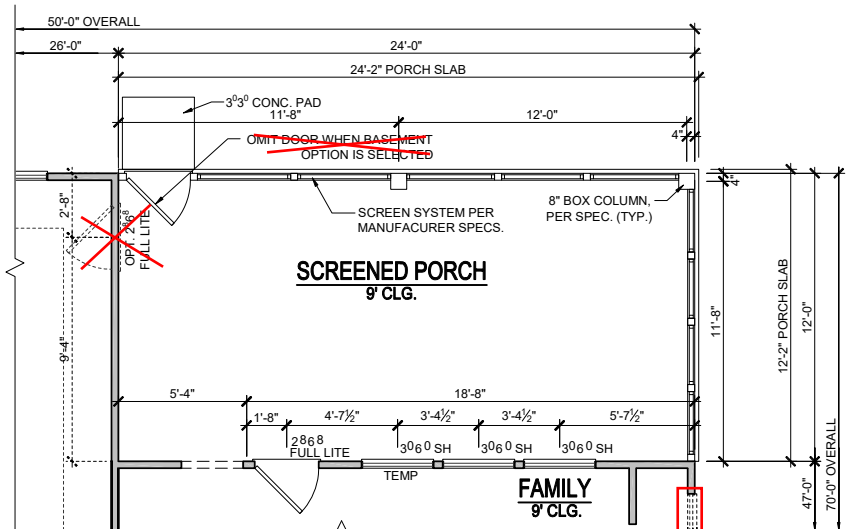 50'-0" OVERALL
26'-0"
24'-0"
24'-2" PORCH SLAB
3⁰3⁰ CONC. PAD
11'-8"
12'-0"
4"
OMIT DOOR WHEN BASEMENT
OPTION IS SELECTED
2'-8"
OPT. 2⁸6⁸
FULL LITE
SCREEN SYSTEM PER
MANUFACURER SPECS.
8" BOX COLUMN,
PER SPEC. (TYP.)
4"
SCREENED PORCH
9' CLG.
9'-4"
11'-8"
12'-2" PORCH SLAB
12'-0"
70'-0" OVERALL
5'-4"
18'-8"
1'-8"
4'-7½"
3'-4½"
3'-4½"
5'-7½"
2868
FULL LITE
3⁰6⁰ SH
3⁰6⁰ SH
3⁰6⁰ SH
TEMP
FAMILY
9' CLG.
47'-0"